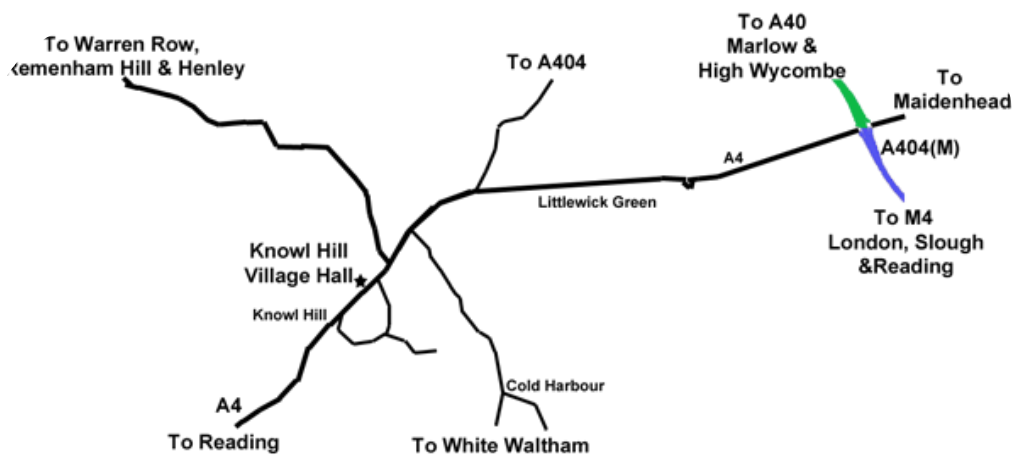 To Warren Row,
emenham Hill & Henley
To A404
To A40
Marlow &
High Wycombe
To
Maidenhead
A404(M)
A4
Littlewick Green
To M4
London, Slough
&Reading
Knowl Hill
Village Hall
Knowl Hill
Cold Harbour
A4
To Reading
To White Waltham